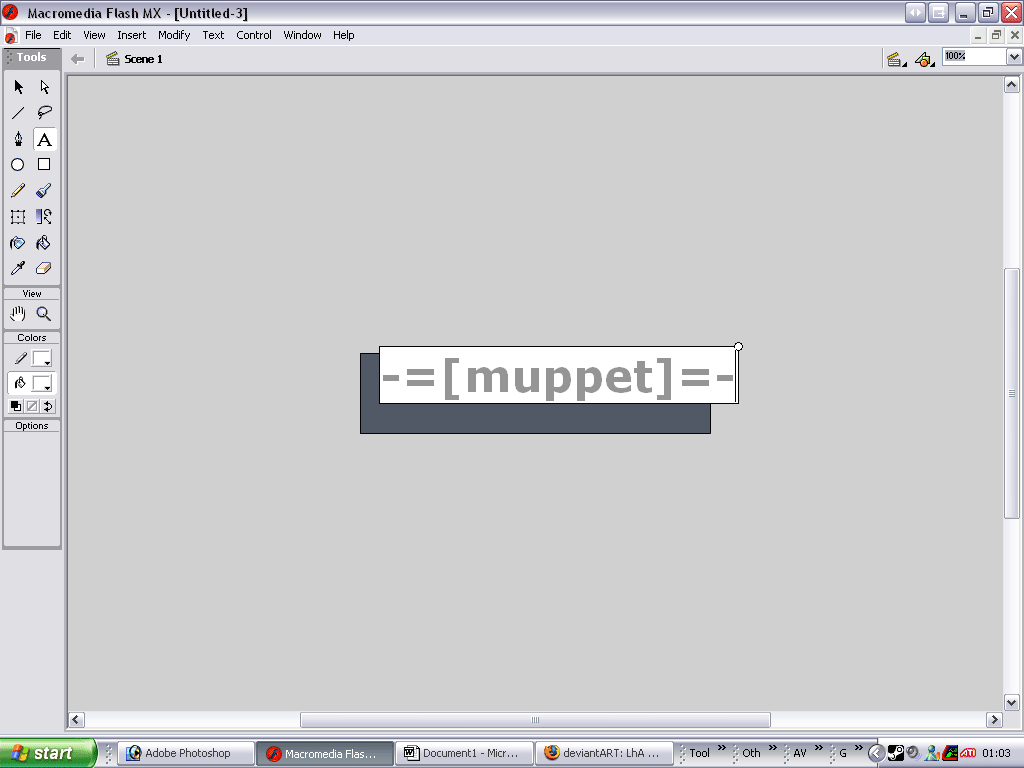 Macromedia Flash MX - [Untitled-3]
File Edit View Insert Modify Text Control Window Help
Tools
Scene 1
100%
A
-=[muppet]=-
View
Colors
Options
start
Adobe Photoshop
Macromedia Flas...
Document1 - Micr...
deviantART: LhA ...
Tool »
Oth »
AV »
G »
01:03